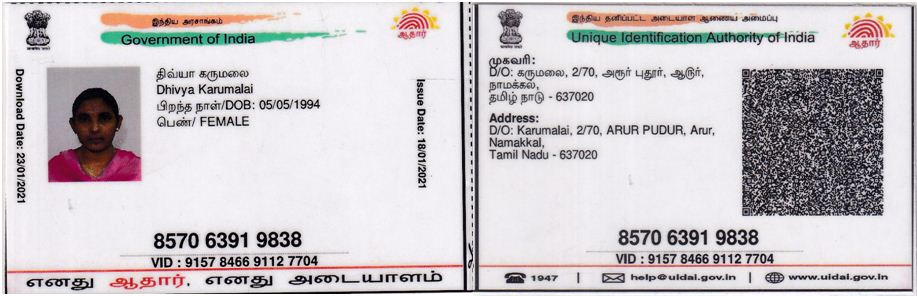 இந்திய அரசாங்கம்
Government of India
ஆதார்
Download Date: 23/01/2021
திவ்யா கருமலை
Dhivya Karumalai
பிறந்த நாள்/DOB: 05/05/1994
பெண்/ FEMALE
Issue Date: 18/01/2021
8570 6391 9838
VID : 9157 8466 9112 7704
எனது ஆதார், எனது அடையாளம்
இந்திய தனிப்பட்ட அடையாள ஆணைய அமைப்பு
Unique Identification Authority of India
ஆதார்
முகவரி:
D/O: கருமலை, 2/70, அரூர் புதூர், ஆரூர்,
நாமக்கல்,
தமிழ் நாடு - 637020
Address:
D/O: Karumalai, 2/70, ARUR PUDUR, Arur,
Namakkal,
Tamil Nadu - 637020
8570 6391 9838
VID : 9157 8466 9112 7704
1947 | help@uidai.gov.in | www.uidai.gov.in